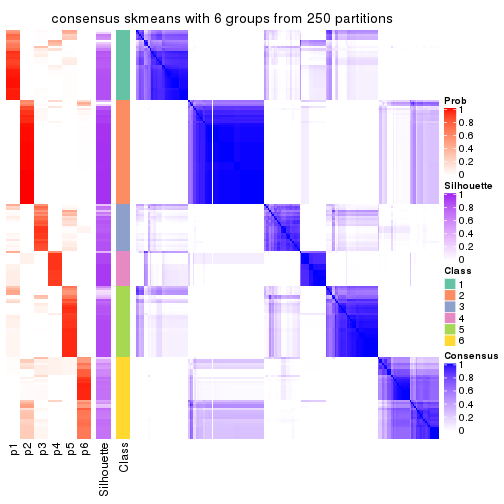 consensus skmeans with 6 groups from 250 partitions
Prob
1
0.8
0.6
0.4
0.2
0
Silhouette
1
0.8
0.6
0.4
0.2
0
Class
1
2
3
4
5
6
Consensus
1
0.8
0.6
0.4
0.2
0
p1
p2
p3
p4
p5
p6
Silhouette
Class